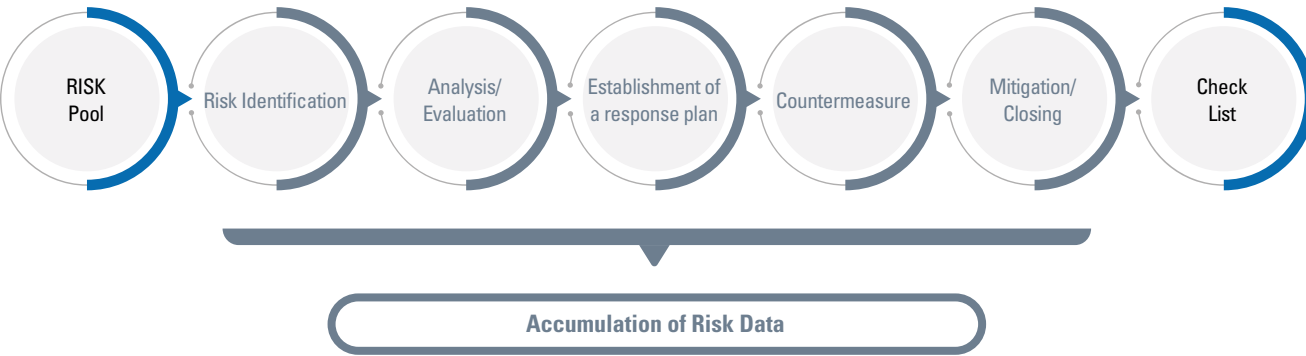 RISK
Pool
Risk Identification
Analysis/
Evaluation
Establishment of
a response plan
Countermeasure
Mitigation/
Closing
Check
List
Accumulation of Risk Data